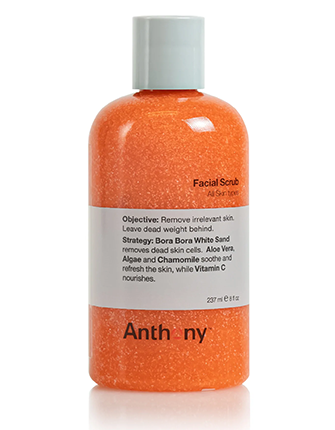 Facial Scrub
All Skin types
Objective: Remove irrelevant skin.
Leave dead weight behind.
Strategy: Bora Bora White Sand
removes dead skin cells. Aloe Vera,
Algae and Chamomile soothe and
refresh the skin, while Vitamin C
nourishes.
237 ml ℮ 8 fl oz
Anthony